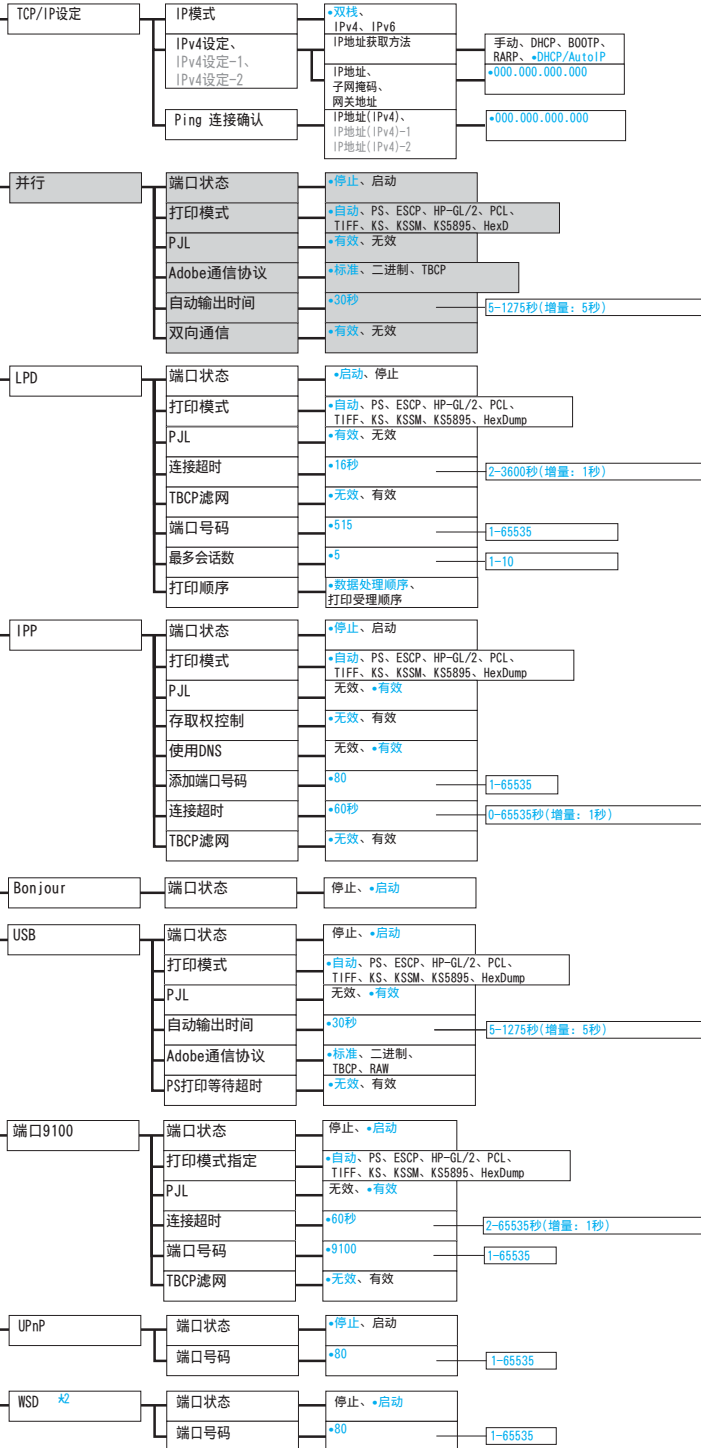 TCP/IP设定
IP模式
•双栈、
IPv4、IPv6
IPv4设定、
IPv4设定-1、
IPv4设定-2
IP地址获取方法
手动、DHCP、BOOTP、
RARP、•DHCP/AutoIP
IP地址、
子网掩码、
网关地址
•000.000.000.000
Ping 连接确认
IP地址(IPv4)、
IP地址(IPv4)-1
IP地址(IPv4)-2
•000.000.000.000
并行
端口状态
•停止、启动
打印模式
•自动、PS、ESCP、HP-GL/2、PCL、
TIFF、KS、KSSM、KS5895、HexD
PJL
•有效、无效
Adobe通信协议
•标准、二进制、TBCP
自动输出时间
•30秒
5-1275秒(增量：5秒)
双向通信
•有效、无效
LPD
端口状态
•启动、停止
打印模式
•自动、PS、ESCP、HP-GL/2、PCL、
TIFF、KS、KSSM、KS5895、HexDump
PJL
•有效、无效
连接超时
•16秒
2-3600秒(增量：1秒)
TBCP滤网
•无效、有效
端口号码
•515
1-65535
最多会话数
•5
1-10
打印顺序
•数据处理顺序、
打印受理顺序
IPP
端口状态
•停止、启动
打印模式
•自动、PS、ESCP、HP-GL/2、PCL、
TIFF、KS、KSSM、KS5895、HexDump
PJL
无效、•有效
存取权控制
•无效、有效
使用DNS
无效、•有效
添加端口号码
•80
1-65535
连接超时
•60秒
0-65535秒(增量：1秒)
TBCP滤网
•无效、有效
Bonjour
端口状态
停止、•启动
USB
端口状态
停止、•启动
打印模式
•自动、PS、ESCP、HP-GL/2、PCL、
TIFF、KS、KSSM、KS5895、HexDump
PJL
无效、•有效
自动输出时间
•30秒
5-1275秒(增量：5秒)
Adobe通信协议
•标准、二进制、
TBCP、RAW
PS打印等待超时
•无效、有效
端口9100
端口状态
停止、•启动
打印模式指定
•自动、PS、ESCP、HP-GL/2、PCL、
TIFF、KS、KSSM、KS5895、HexDump
PJL
无效、•有效
连接超时
•60秒
2-65535秒(增量：1秒)
端口号码
•9100
1-65535
TBCP滤网
•无效、有效
UPnP
端口状态
•停止、启动
端口号码
•80
1-65535
WSD *2
端口状态
停止、•启动
端口号码
•80
1-65535